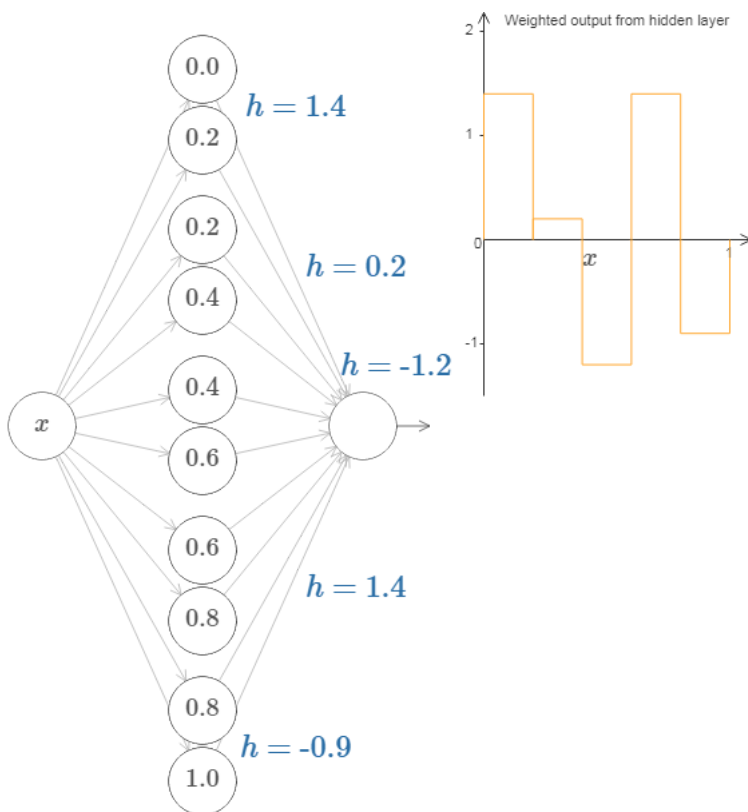 0.0
h = 1.4
0.2
0.2
h = 0.2
0.4
h = -1.2
0.4
x
0.6
0.6
h = 1.4
0.8
0.8
h = -0.9
1.0
Weighted output from hidden layer
2
1
0
x
1
-1